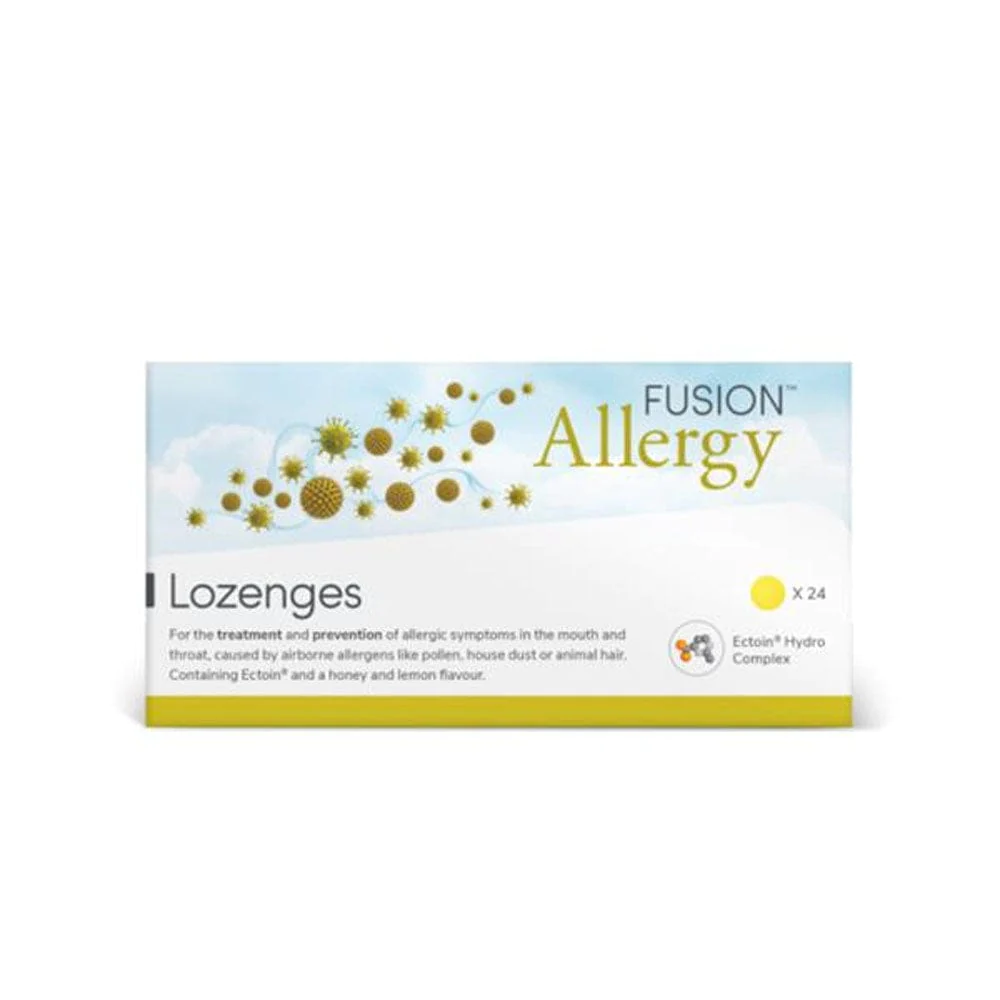 FUSION™
Allergy
Lozenges
For the treatment and prevention of allergic symptoms in the mouth and
throat, caused by airborne allergens like pollen, house dust or animal hair.
Containing Ectoin® and a honey and lemon flavour.
X 24
Ectoin® Hydro
Complex